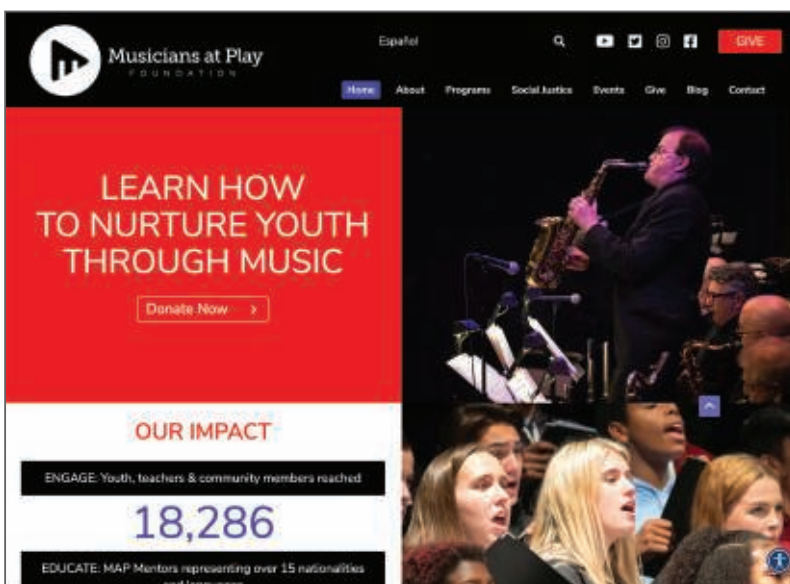 Musicians at Play
FOUNDATION
Español
GIVE
Home About Programs Social Justice Events Give Blog Contact
LEARN HOW
TO NURTURE YOUTH
THROUGH MUSIC
Donate Now >
OUR IMPACT
ENGAGE: Youth, teachers & community members reached
18,286
EDUCATE: MAP Mentors representing over 15 nationalities
and languages